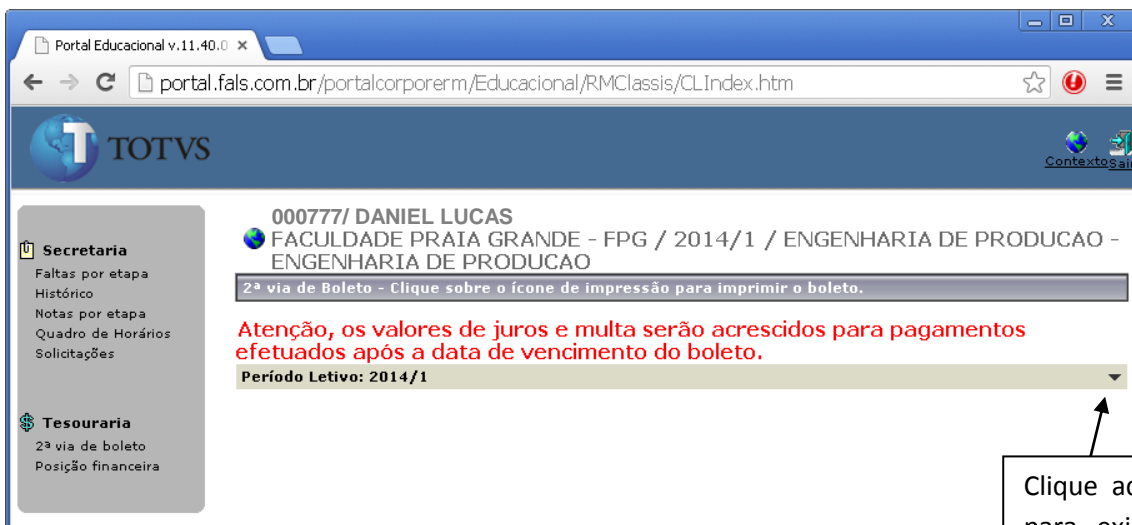 Portal Educacional v.11.40.0
portal.fals.com.br/portalcorporerm/Educacional/RMClassis/CLIndex.htm
TOTVS
Contexto
Sair
000777/ DANIEL LUCAS
FACULDADE PRAIA GRANDE - FPG / 2014/1 / ENGENHARIA DE PRODUCAO -
ENGENHARIA DE PRODUCAO
2ª via de Boleto - Clique sobre o ícone de impressão para imprimir o boleto.
Atenção, os valores de juros e multa serão acrescidos para pagamentos
efetuados após a data de vencimento do boleto.
Período Letivo: 2014/1
Secretaria
Faltas por etapa
Histórico
Notas por etapa
Quadro de Horários
Solicitações
Tesouraria
2ª via de boleto
Posição financeira
Clique
para